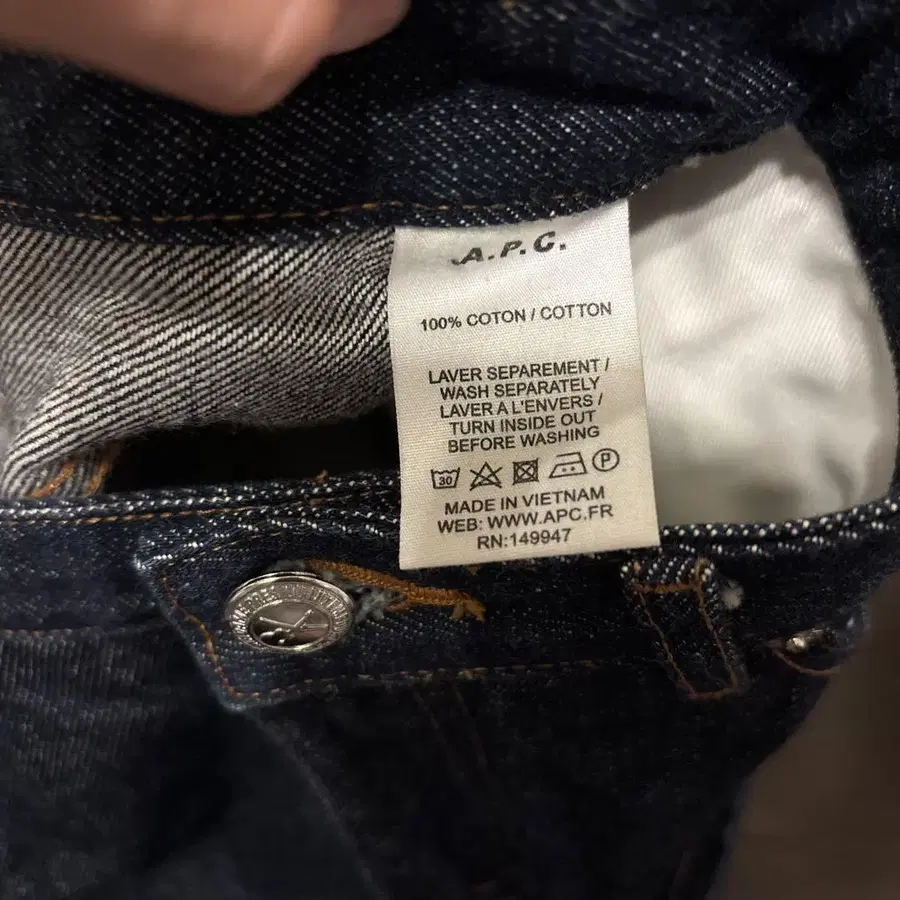 A.P.C.
100% COTON / COTTON
LAVER SEPAREMENT /
WASH SEPARATELY
LAVER A L'ENVERS /
TURN INSIDE OUT
BEFORE WASHING
30 P
MADE IN VIETNAM
WEB: WWW.APC.FR
RN:149947